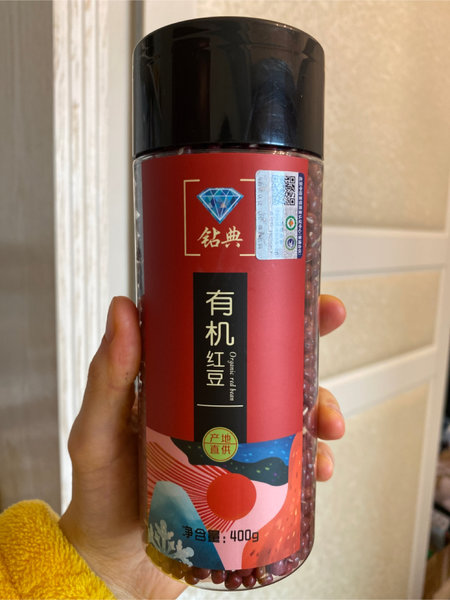 钻典
有机
红豆
Organic red bean
产地
直供
净含量：400g